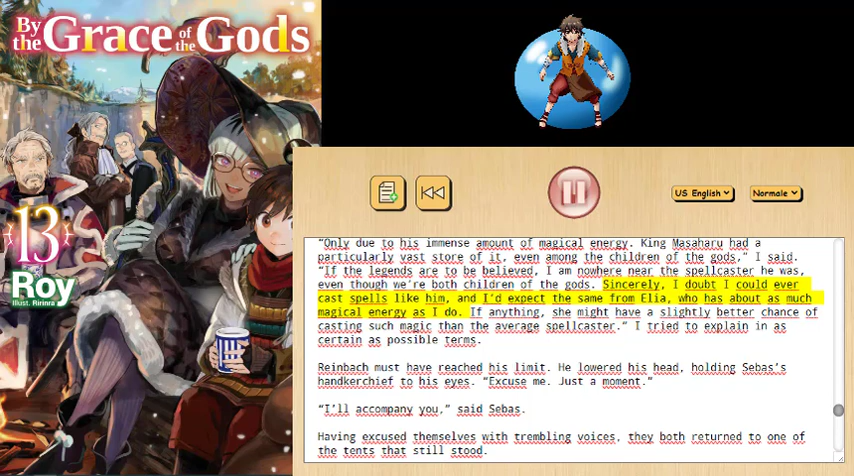 By the Grace of the Gods
13
Roy
Illust. Ririnra
US English
Normale
“Only due to his immense amount of magical energy. King Masaharu had a
particularly vast store of it, even among the children of the gods,” I said.
“If the legends are to be believed, I am nowhere near the spellcaster he was,
even though we’re both children of the gods. Sincerely, I doubt I could ever
cast spells like him, and I’d expect the same from Elia, who has about as much
magical energy as I do. If anything, she might have a slightly better chance of
casting such magic than the average spellcaster.” I tried to explain in as
certain as possible terms.
Reinbach must have reached his limit. He lowered his head, holding Sebas’s
handkerchief to his eyes. “Excuse me. Just a moment.”
“I’ll accompany you,” said Sebas.
Having excused themselves with trembling voices, they both returned to one of
the tents that still stood.